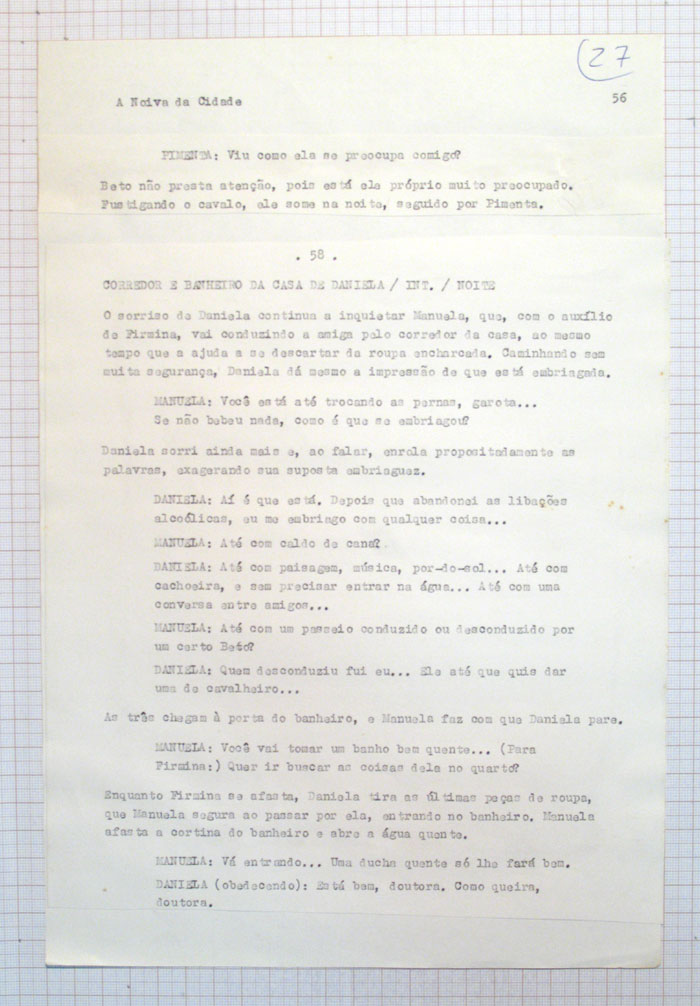 27
A Noiva da Cidade
56
PIMENTA: Viu como ela se preocupa comigo?
Beto não presta atenção, pois está ele próprio muito preocupado.
Fustigando o cavalo, ele some na noite, seguido por Pimenta.
. 58 .
CORREDOR E BANHEIRO DA CASA DE DANIELA / INT. / NOITE
O sorriso de Daniela continua a inquietar Manuela, que, com o auxílio
de Firmina, vai conduzindo a amiga pelo corredor da casa, ao mesmo
tempo que a ajuda a se descartar da roupa encharcada. Caminhando sem
muita segurança, Daniela dá mesmo a impressão de que está embriagada.
MANUELA: Você está até trocando as pernas, garota...
Se não bebeu nada, como é que se embriagou?
Daniela sorri ainda mais e, ao falar, enrola propositadamente as
palavras, exagerando sua suposta embriaguez.
DANIELA: Aí é que está. Depois que abandonei as libações
alcoólicas, eu me embriago com qualquer coisa...
MANUELA: Até com caldo de cana?
DANIELA: Até com paisagem, música, por-do-sol... Até com
cachoeira, e sem precisar entrar na água... Até com uma
conversa entre amigos...
MANUELA: Até com um passeio conduzido ou desconduzido por
um certo Beto?
DANIELA: Quem desconduziu fui eu... Ele até que quis dar
uma de cavalheiro...
As três chegam à porta do banheiro, e Manuela faz com que Daniela pare.
MANUELA: Você vai tomar um banho bem quente... (Para
Firmina:) Quer ir buscar as coisas dela no quarto?
Enquanto Firmina se afasta, Daniela tira as últimas peças de roupa,
que Manuela segura ao passar por ela, entrando no banheiro. Manuela
afasta a cortina do banheiro e abre a água quente.
MANUELA: Vá entrando... Uma ducha quente só lhe fará bem.
DANIELA (obedecendo): Está bem, doutora. Como queira,
doutora.